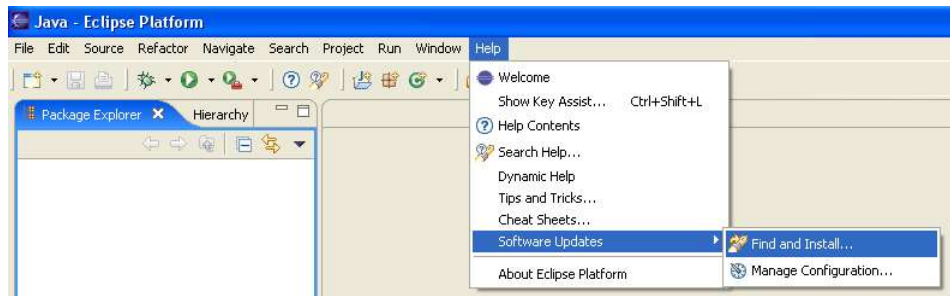 Java - Eclipse Platform
File Edit Source Refactor Navigate Search Project Run Window Help
Package Explorer Hierarchy
Welcome
Show Key Assist... Ctrl+Shift+L
Help Contents
Search Help...
Dynamic Help
Tips and Tricks...
Cheat Sheets...
Software Updates
Find and Install...
Manage Configuration...
About Eclipse Platform